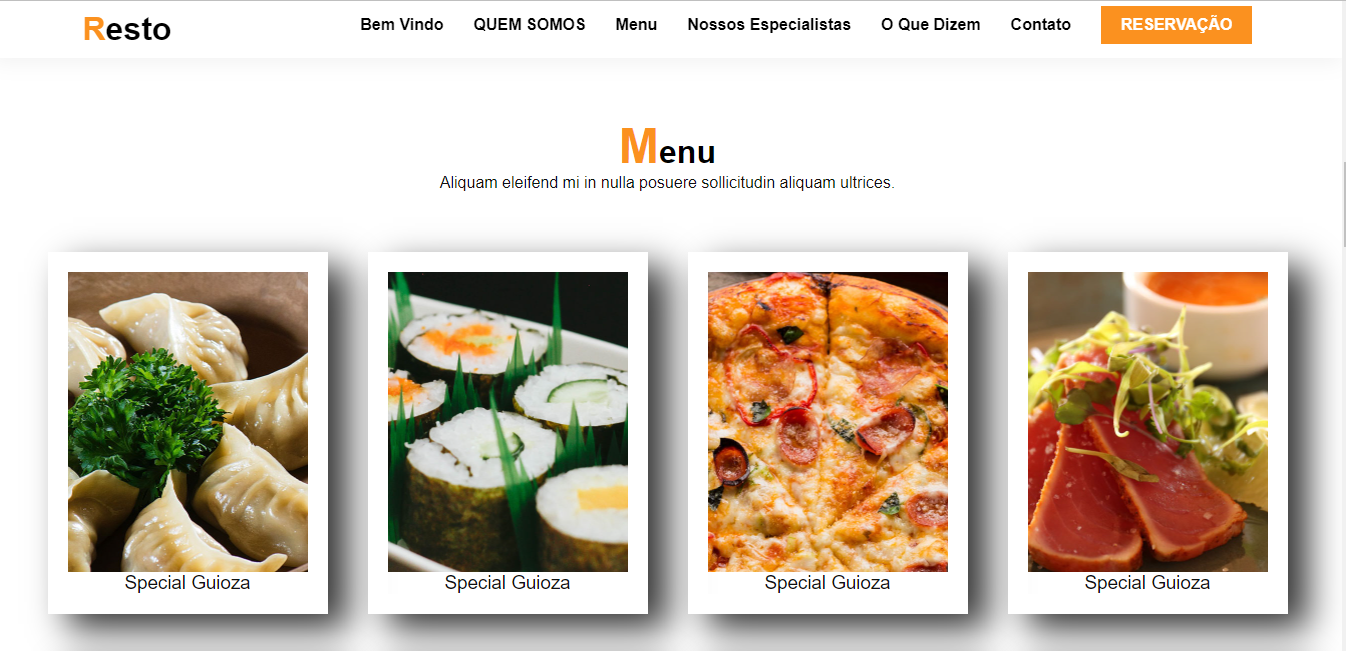 Resto
Bem Vindo QUEM SOMOS Menu Nossos Especialistas O Que Dizem Contato RESERVAÇÃO
Menu
Aliquam eleifend mi in nulla posuere sollicitudin aliquam ultrices.
Special Guioza
Special Guioza
Special Guioza
Special Guioza